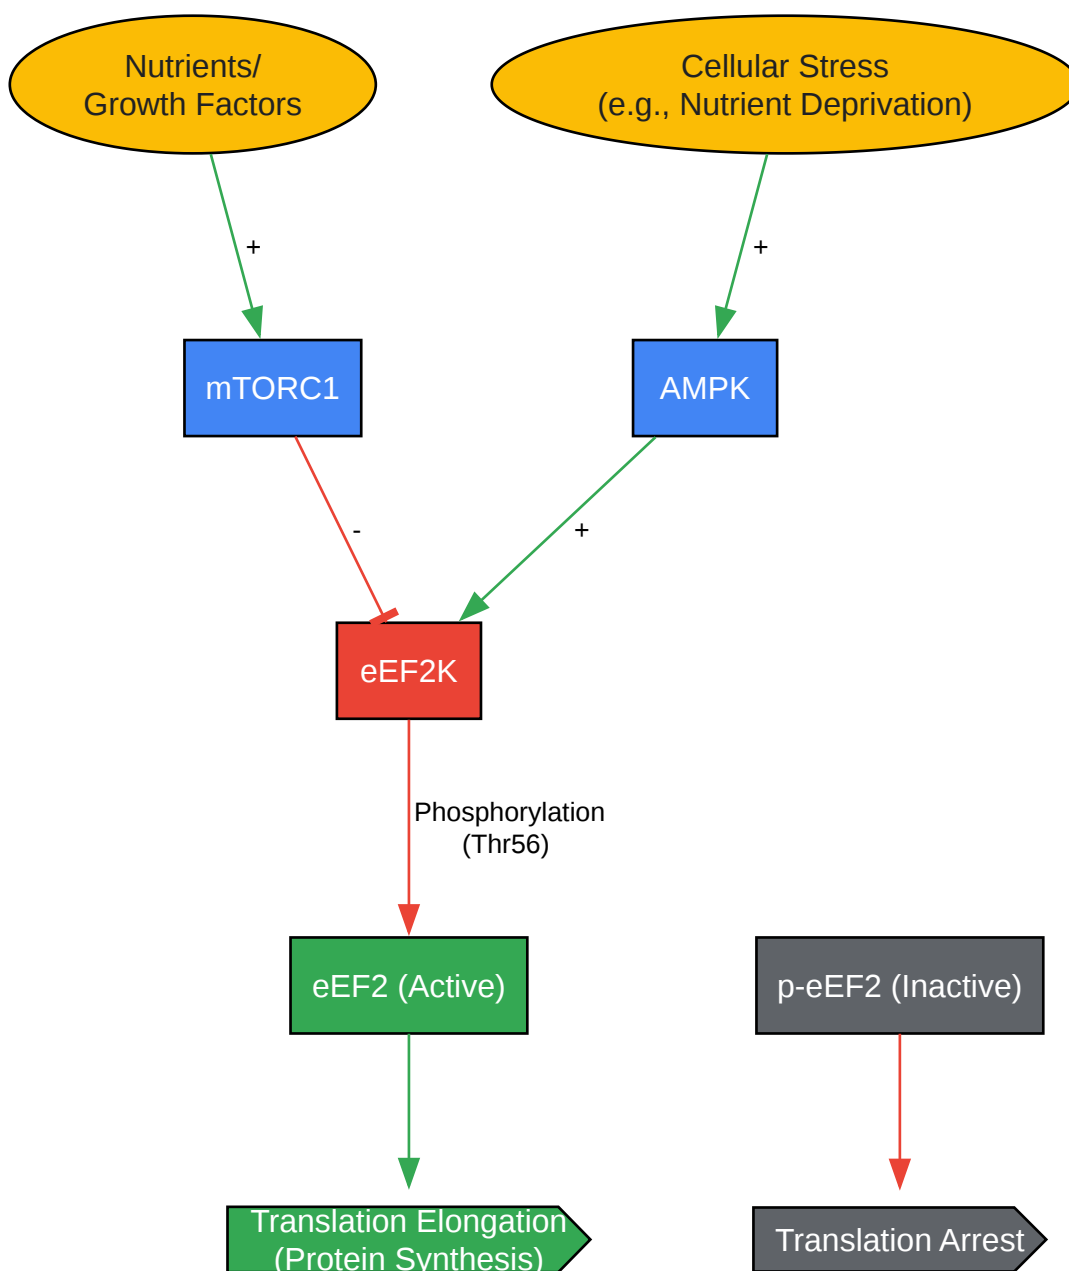 Nutrients/
Growth Factors
Cellular Stress
(e.g., Nutrient Deprivation)
+
+
mTORC1
AMPK
-
+
eEF2K
Phosphorylation
(Thr56)
eEF2 (Active)
p-eEF2 (Inactive)
Translation Elongation
(Protein Synthesis)
Translation Arrest